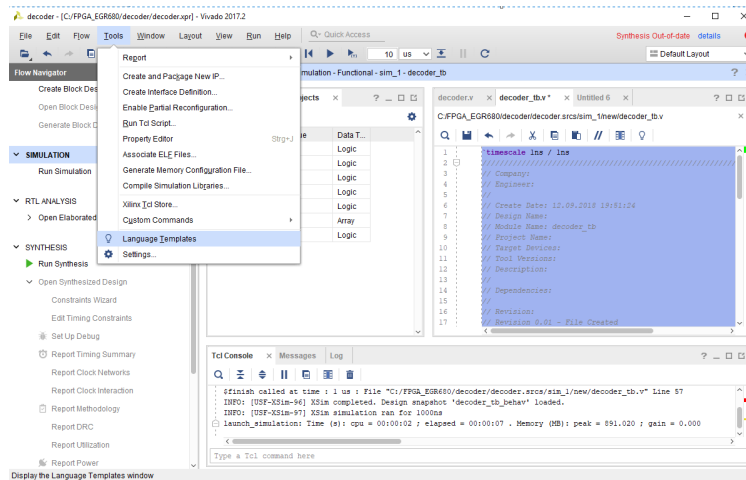 decoder - [C:/FPGA_EGR680/decoder/decoder.xpr] - Vivado 2017.2
File Edit Flow Tools Window Layout View Run Help Quick Access
Synthesis Out-of-date details
10 us
Default Layout
Flow Navigator
Create Block Des
Open Block Desi
Generate Block D
SIMULATION
Run Simulation
RTL ANALYSIS
Open Elaborated
SYNTHESIS
Run Synthesis
Open Synthesized Design
Constraints Wizard
Edit Timing Constraints
Set Up Debug
Report Timing Summary
Report Clock Networks
Report Clock Interaction
Report Methodology
Report DRC
Report Utilization
Report Power
Report
Create and Package New IP...
Create Interface Definition...
Enable Partial Reconfiguration...
Run Tcl Script...
Property Editor Strg+J
Associate ELF Files...
Generate Memory Configuration File...
Compile Simulation Libraries...
Xilinx Tcl Store...
Custom Commands
Language Templates
Settings...
mulation - Functional - sim_1 - decoder_tb
?
jects × ?
Data T...
Logic
Logic
Logic
Logic
Logic
Array
Logic
decoder.v × decoder_tb.v * × Untitled 6 × ?
C:/FPGA_EGR680/decoder/decoder.srcs/sim_1/new/decoder_tb.v ×
1 `timescale 1ns / 1ns
2 //////////////////////////////////////////////////
3 // Company:
4 // Engineer:
5 //
6 // Create Date: 12.09.2018 19:51:26
7 // Design Name:
8 // Module Name: decoder_tb
9 // Project Name:
10 // Target Devices:
11 // Tool Versions:
12 // Description:
13 //
14 // Dependencies:
15 //
16 // Revision:
17 // Revision 0.01 - File Created
Tcl Console × Messages Log ?
$finish called at time : 1 us : File "C:/FPGA_EGR680/decoder/decoder.srcs/sim_1/new/decoder_tb.v" Line 57
INFO: [USF-XSim-96] XSim completed. Design snapshot 'decoder_tb_behav' loaded.
INFO: [USF-XSim-97] XSim simulation ran for 1000ns
launch_simulation: Time (s): cpu = 00:00:02 ; elapsed = 00:00:07 . Memory (MB): peak = 891.020 ; gain = 0.000
Type a Tcl command here
Display the Language Templates window